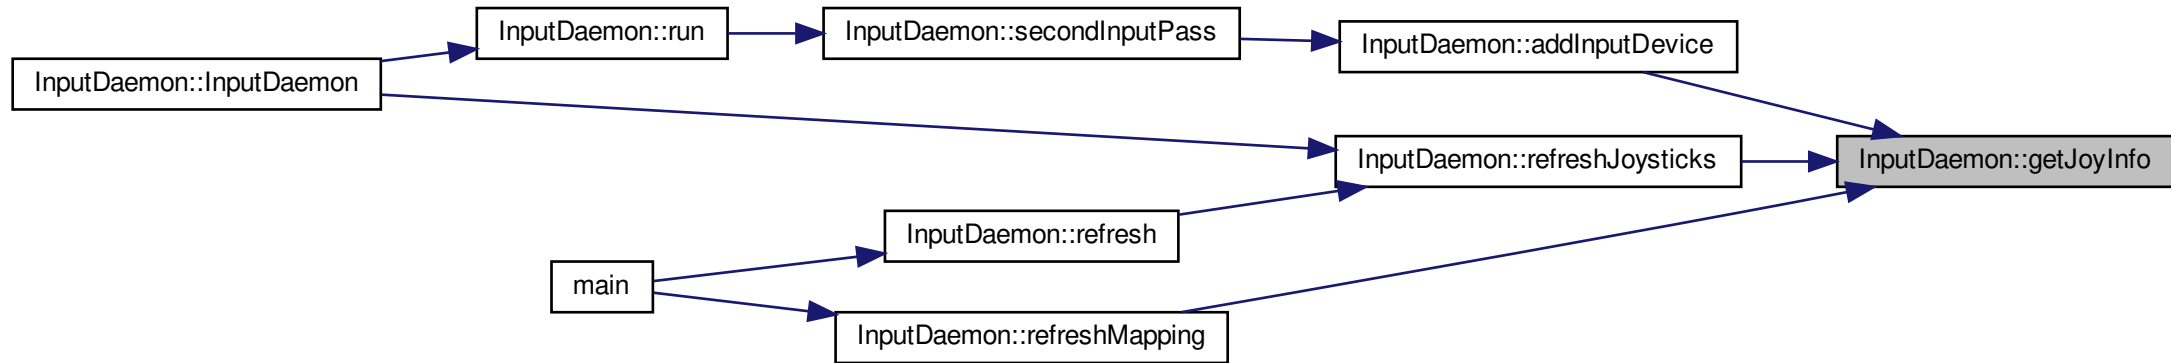 InputDaemon::run
InputDaemon::secondInputPass
InputDaemon::addInputDevice
InputDaemon::InputDaemon
InputDaemon::refreshJoysticks
InputDaemon::getJoyInfo
InputDaemon::refresh
main
InputDaemon::refreshMapping